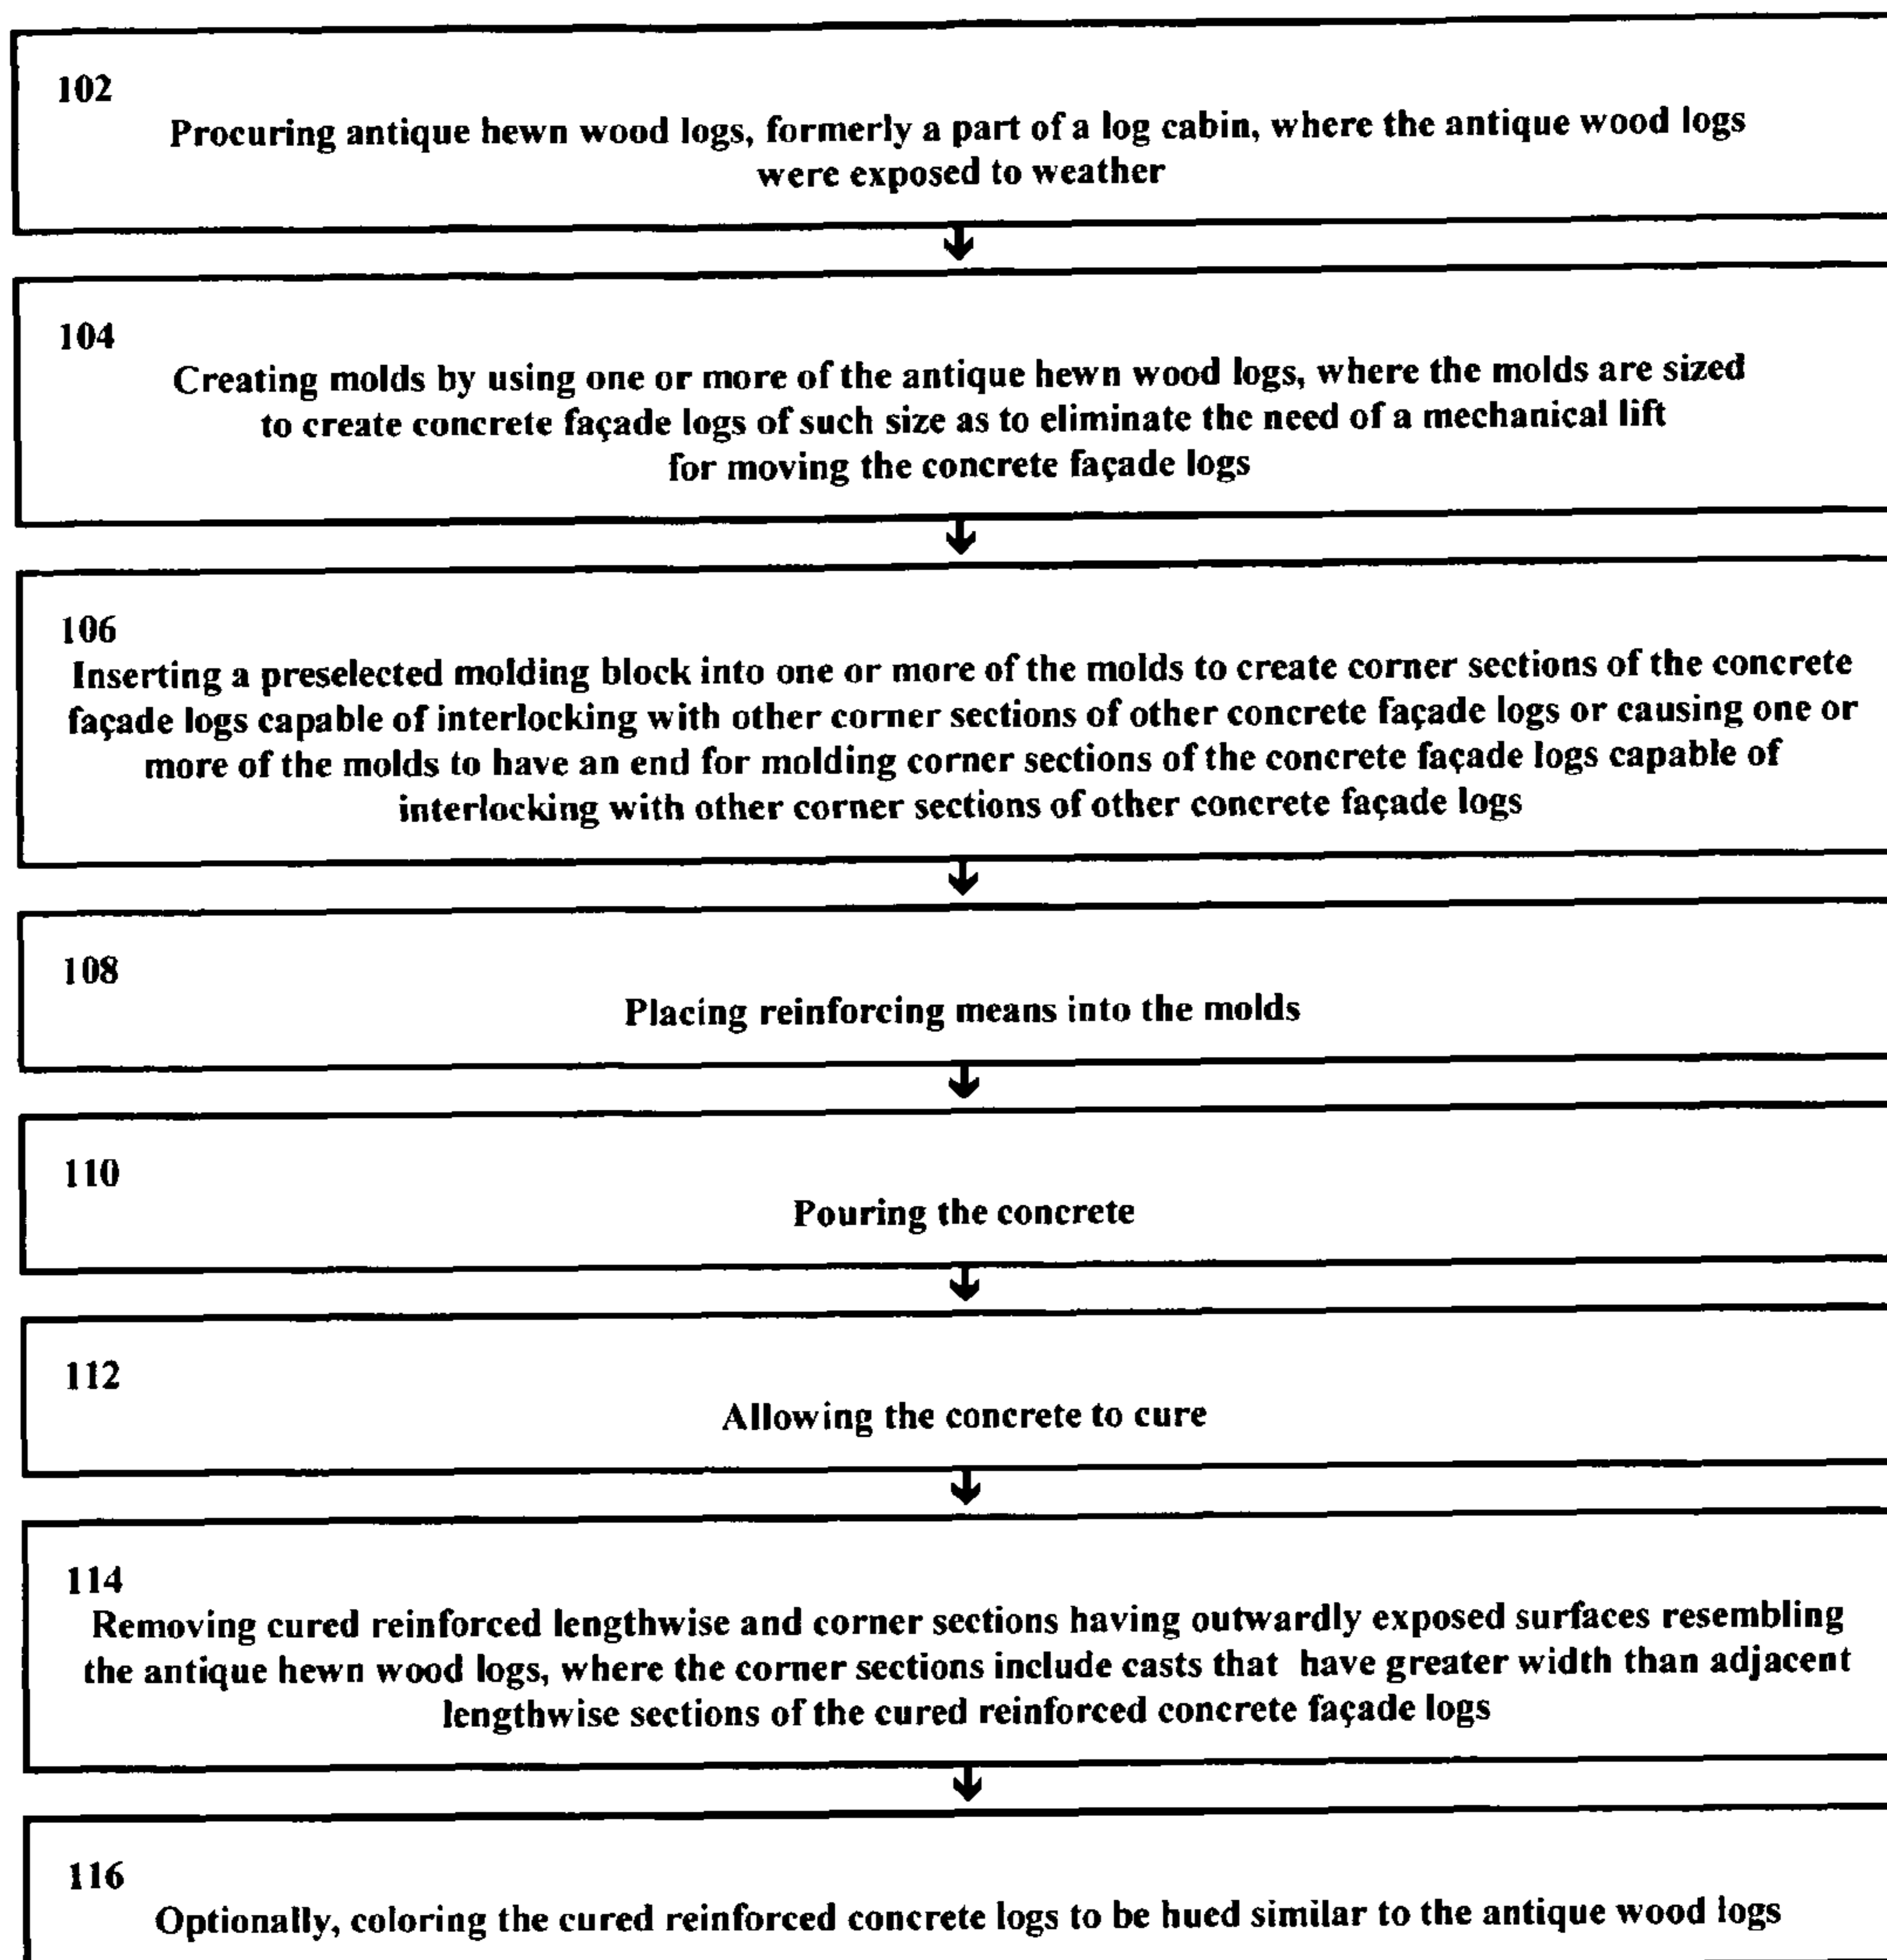 102
Procuring antique hewn wood logs, formerly a part of a log cabin, where the antique wood logs
were exposed to weather
104
Creating molds by using one or more of the antique hewn wood logs, where the molds are sized
to create concrete façade logs of such size as to eliminate the need of a mechanical lift
for moving the concrete façade logs
106
Inserting a preselected molding block into one or more of the molds to create corner sections of the concrete
façade logs capable of interlocking with other corner sections of other concrete façade logs or causing one or
more of the molds to have an end for molding corner sections of the concrete façade logs capable of
interlocking with other corner sections of other concrete façade logs
108
Placing reinforcing means into the molds
110
Pouring the concrete
112
Allowing the concrete to cure
114
Removing cured reinforced lengthwise and corner sections having outwardly exposed surfaces resembling
the antique hewn wood logs, where the corner sections include casts that have greater width than adjacent
lengthwise sections of the cured reinforced concrete façade logs
116
Optionally, coloring the cured reinforced concrete logs to be hued similar to the antique wood logs